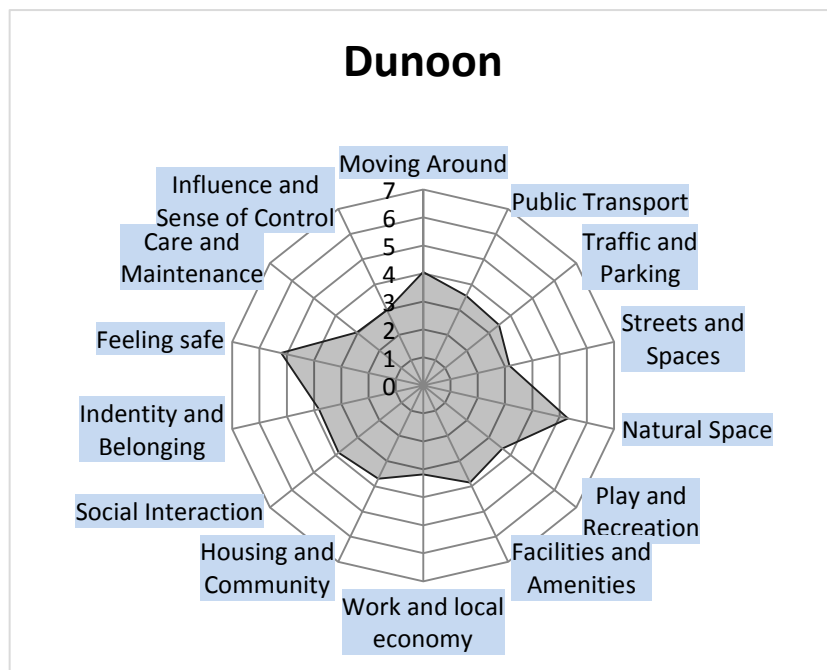 Dunoon
Moving Around
Public Transport
Traffic and
Parking
Streets and
Spaces
Natural Space
Play and
Recreation
Facilities and
Amenities
Work and local
economy
Housing and
Community
Social Interaction
Indentity and
Belonging
Feeling safe
Care and
Maintenance
Influence and
Sense of Control
7
6
5
4
3
2
1
0